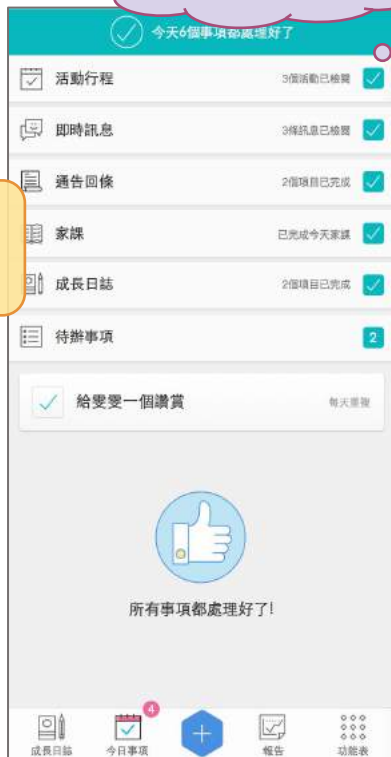 今天6個事項都處理好了
活動行程 3個活動已檢閱
即時訊息 3條訊息已檢閱
通告回條 2個項目已完成
家課 已完成今天家課
成長日誌 2個項目已完成
待辦事項 2
給雯雯一個讚賞 每天重複
所有事項都處理好了!
4
成長日誌 今日事項 報告 功能表